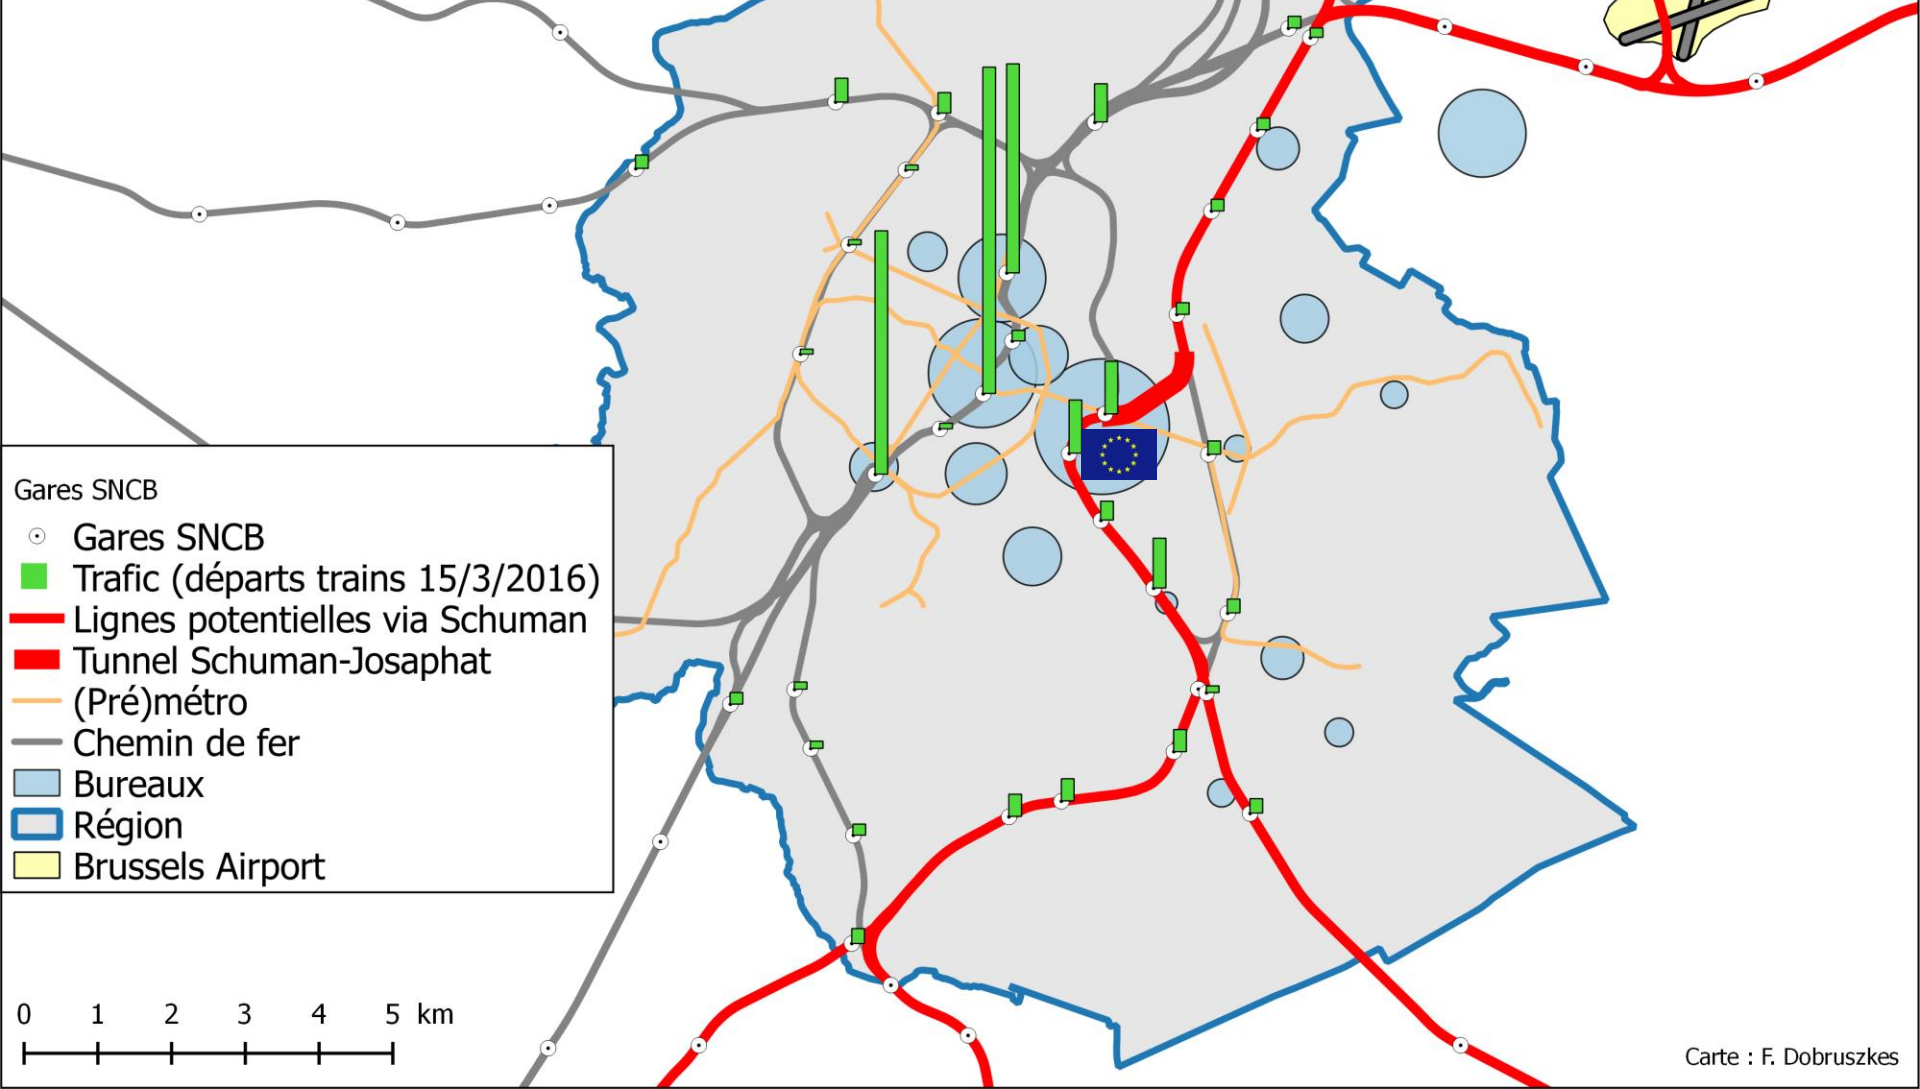 Gares SNCB
Gares SNCB
Trafic (départs trains 15/3/2016)
Lignes potentielles via Schuman
Tunnel Schuman-Josaphat
(Pré)métro
Chemin de fer
Bureaux
Région
Brussels Airport
0 1 2 3 4 5 km
Carte : F. Dobruszkes